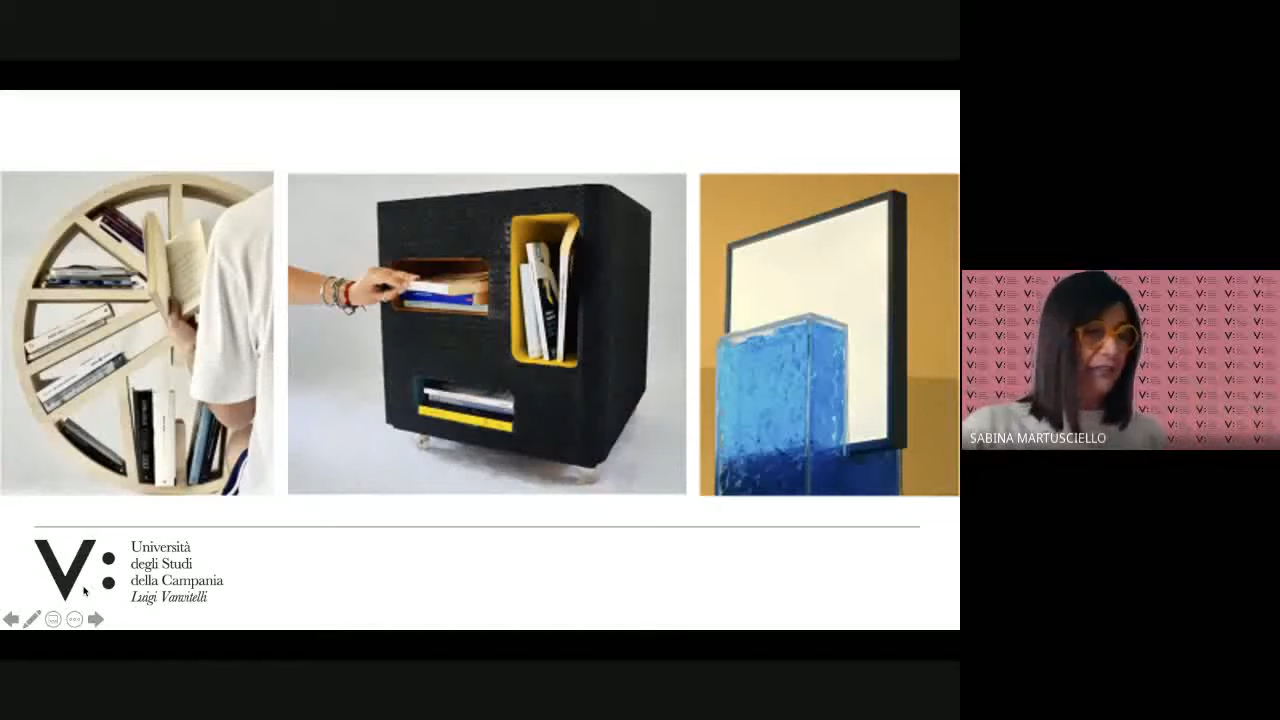 V:
Università
degli Studi
della Campania
Luigi Vanvitelli
SABINA MARTUSCIELLO